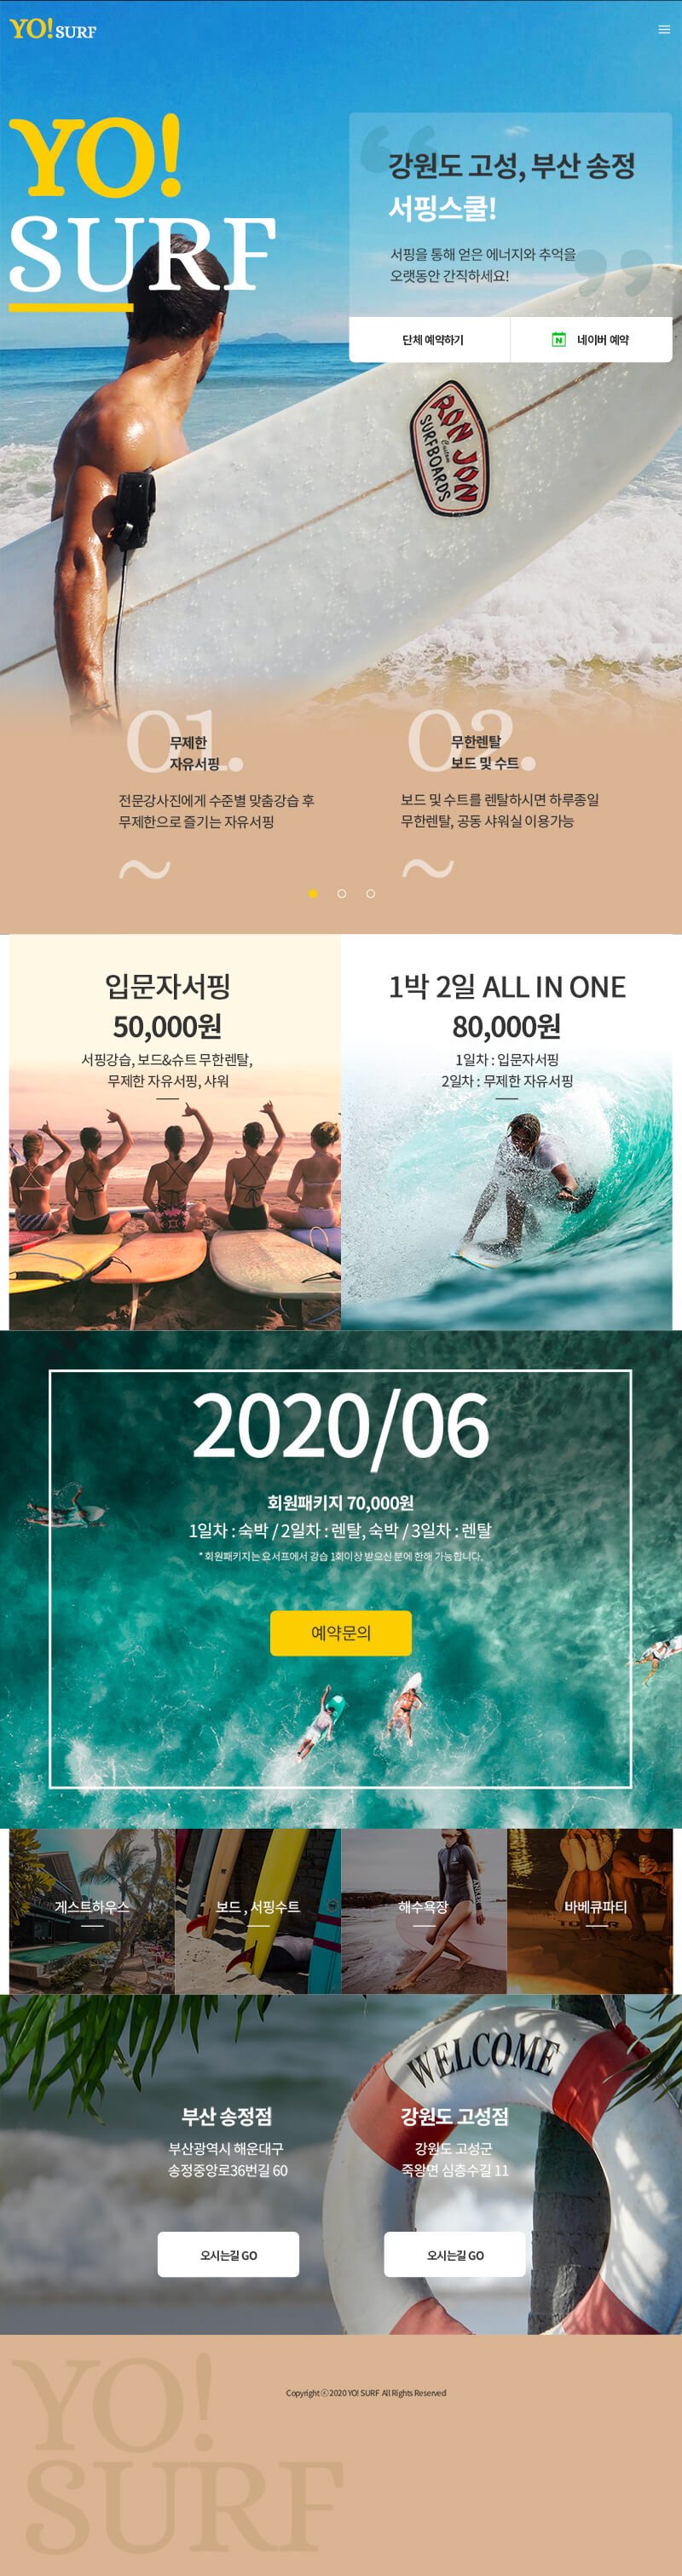 YO! SURF
YO!
SURF
강원도 고성, 부산 송정
서핑스쿨!
서핑을 통해 얻은 에너지와 추억을
오랫동안 간직하세요!
단체 예약하기
네이버 예약
RON JON
Custom
SURFBOARDS
01.
무제한
자유서핑
전문강사진에게 수준별 맞춤강습 후
무제한으로 즐기는 자유서핑
02.
무한렌탈
보드 및 수트
보드 및 수트를 렌탈하시면 하루종일
무한렌탈, 공동 샤워실 이용가능
입문자서핑
50,000원
서핑강습, 보드&슈트 무한렌탈,
무제한 자유서핑, 샤워
1박 2일 ALL IN ONE
80,000원
1일차 : 입문자서핑
2일차 : 무제한 자유서핑
2020/06
회원패키지 70,000원
1일차 : 숙박 / 2일차 : 렌탈, 숙박 / 3일차 : 렌탈
* 회원패키지는 요서프에서 강습 1회이상 받으신 분에 한해 가능합니다.
예약문의
게스트하우스
보드 , 서핑수트
해수욕장
바베큐파티
WELCOME
부산 송정점
부산광역시 해운대구
송정중앙로36번길 60
오시는길 GO
강원도 고성점
강원도 고성군
죽왕면 심층수길 11
오시는길 GO
Copyright ⓒ 2020 YO! SURF All Rights Reserved
YO!
SURF